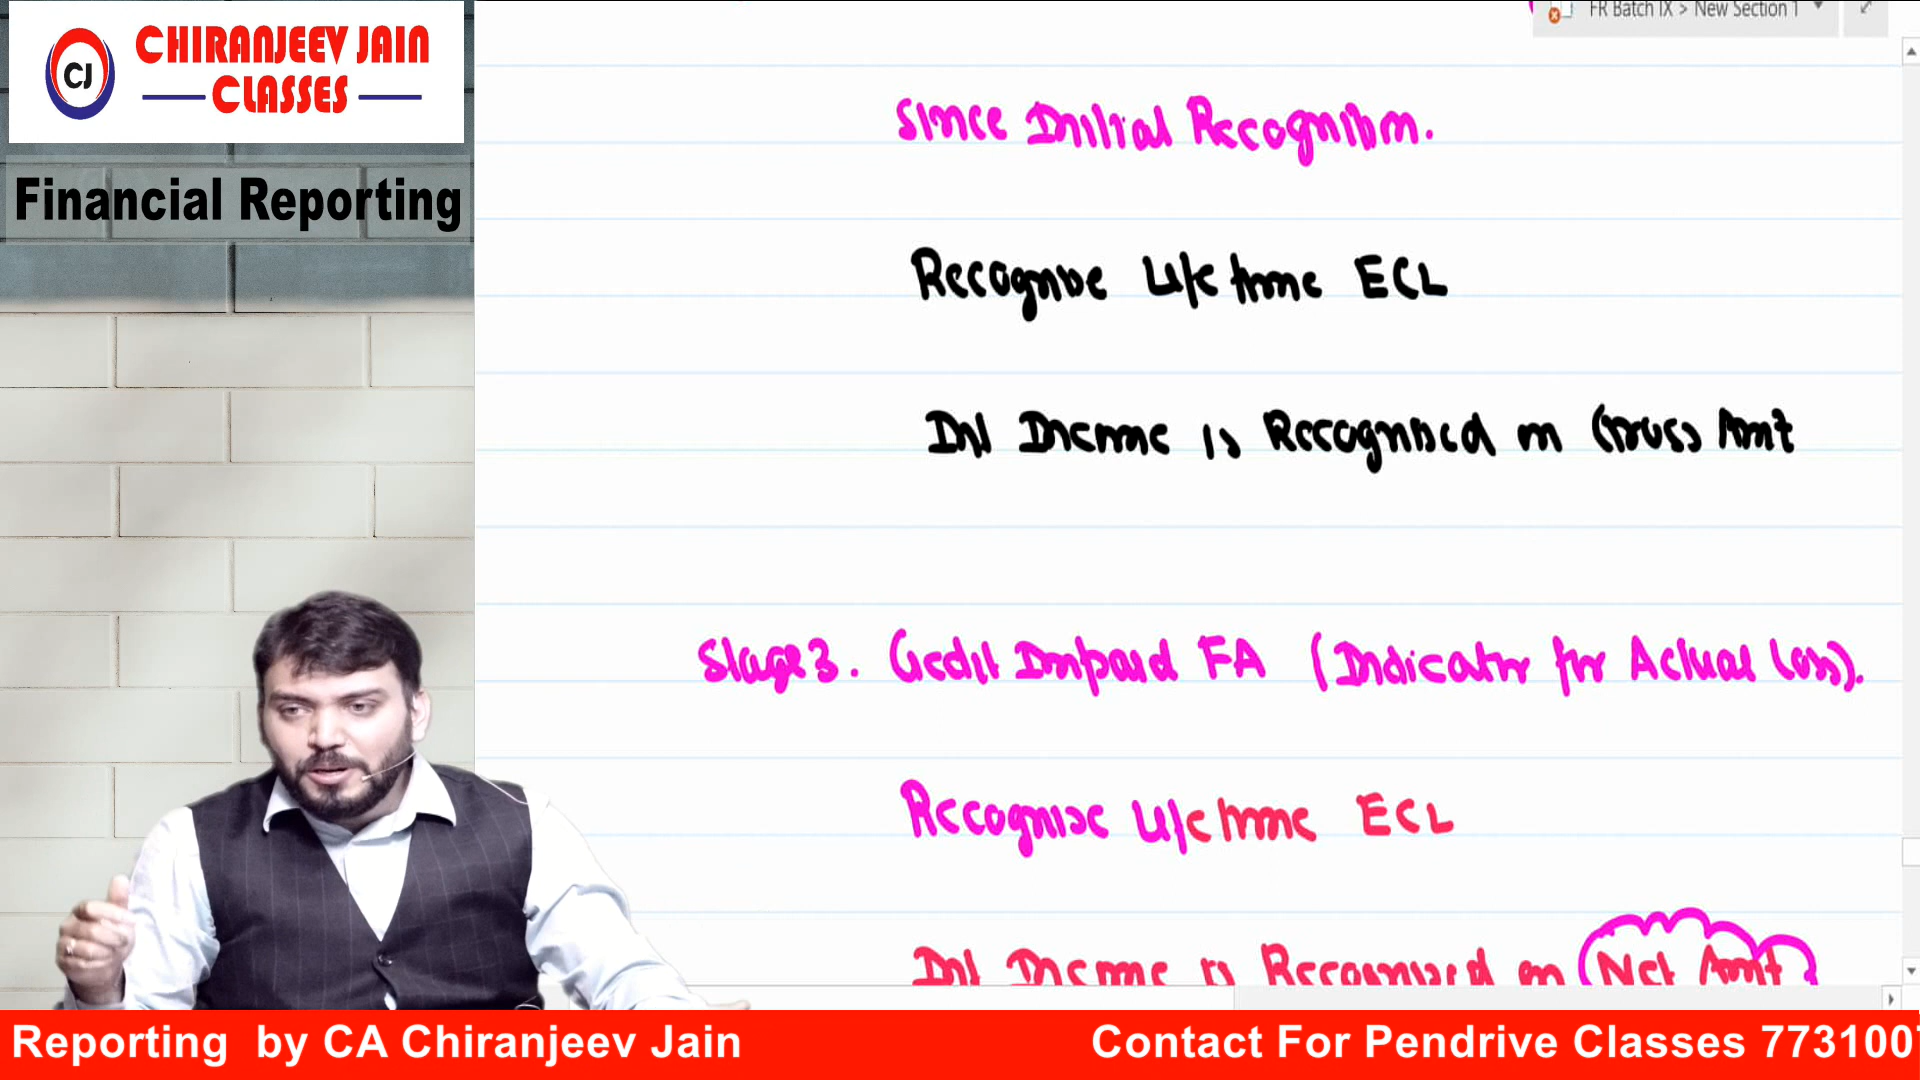 CHIRANJEEV JAIN
CJ
CLASSES
Financial Reporting
FR Batch IX > New Section 1
Since Initial Recognition.
Recognise Life time ECL
Int Income is Recognised on Gross Amt
Stage 3. Credit Impaired FA (Indicator for Actual Loss).
Recognise Life time ECL
Int Income is Recognised on Net Amt
Reporting by CA Chiranjeev Jain
Contact For Pendrive Classes 773100